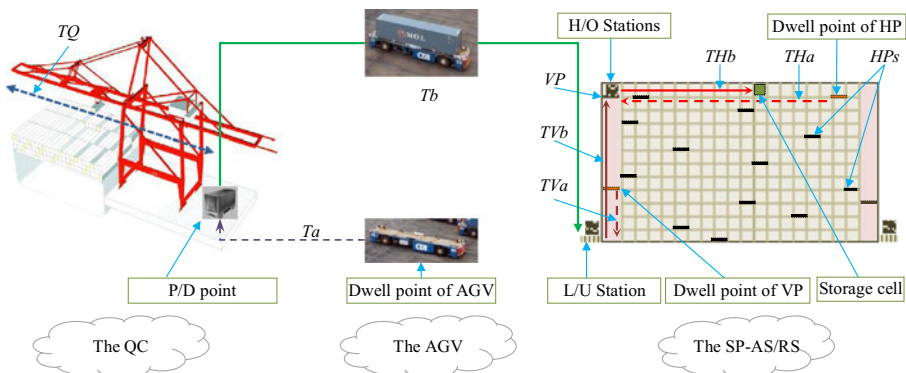 TQ
H/O Stations
Dwell point of HP
Tb
VP
THb
THa
HPs
TVb
TVa
Ta
P/D point
Dwell point of AGV
L/U Station
Dwell point of VP
Storage cell
The QC
The AGV
The SP-AS/RS
MOL